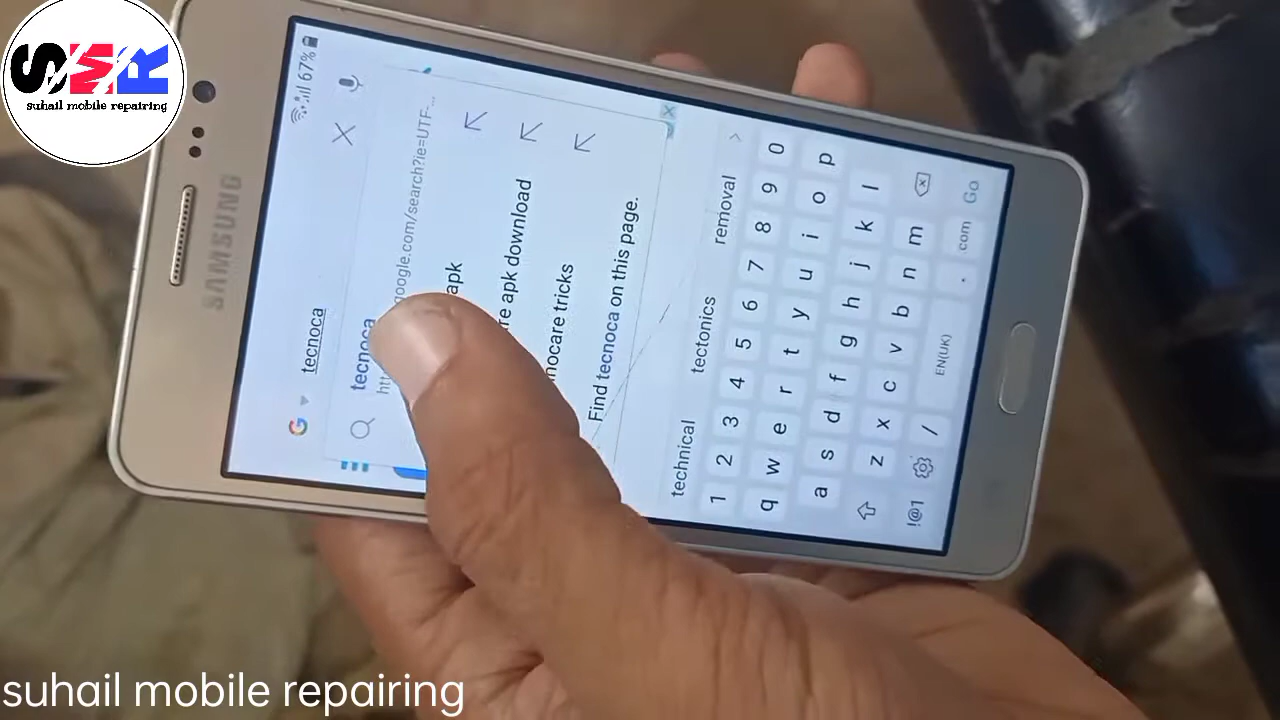 SMR
suhail mobile repairing
SAMSUNG
67%
tecnoca
tecnoca
google.com/search?ie=UTF-...
apk
apk download
tricks
Find tecnoca on this page.
technical tectonics removal
1 2 3 4 5 6 7 8 9 0
q w e r t y u i o p
a s d f g h j k l
z x c v b n m
!@1 / EN(UK) . .com Go
suhail mobile repairing